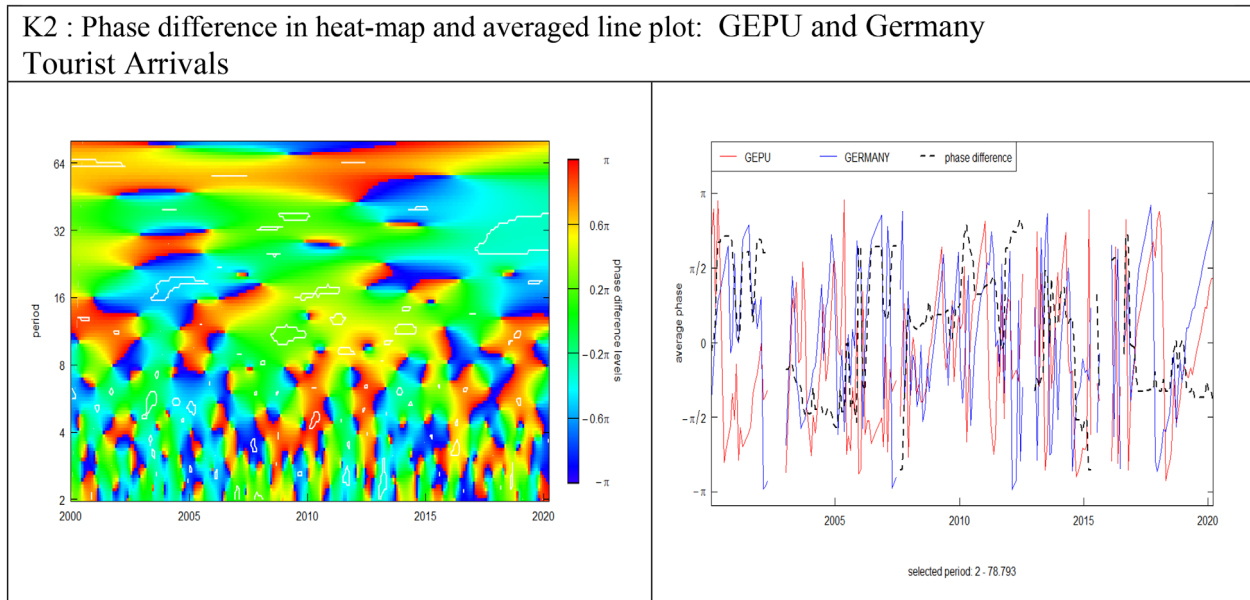 K2 : Phase difference in heat-map and averaged line plot: GEPU and Germany
Tourist Arrivals
64
32
16
8
4
2
period
2000 2005 2010 2015 2020
π
0.6π
0.2π
-0.2π
-0.6π
-π
phase difference levels
GEPU GERMANY phase difference
π
π/2
0
-π/2
-π
average phase
2005 2010 2015 2020
selected period: 2 - 78.793